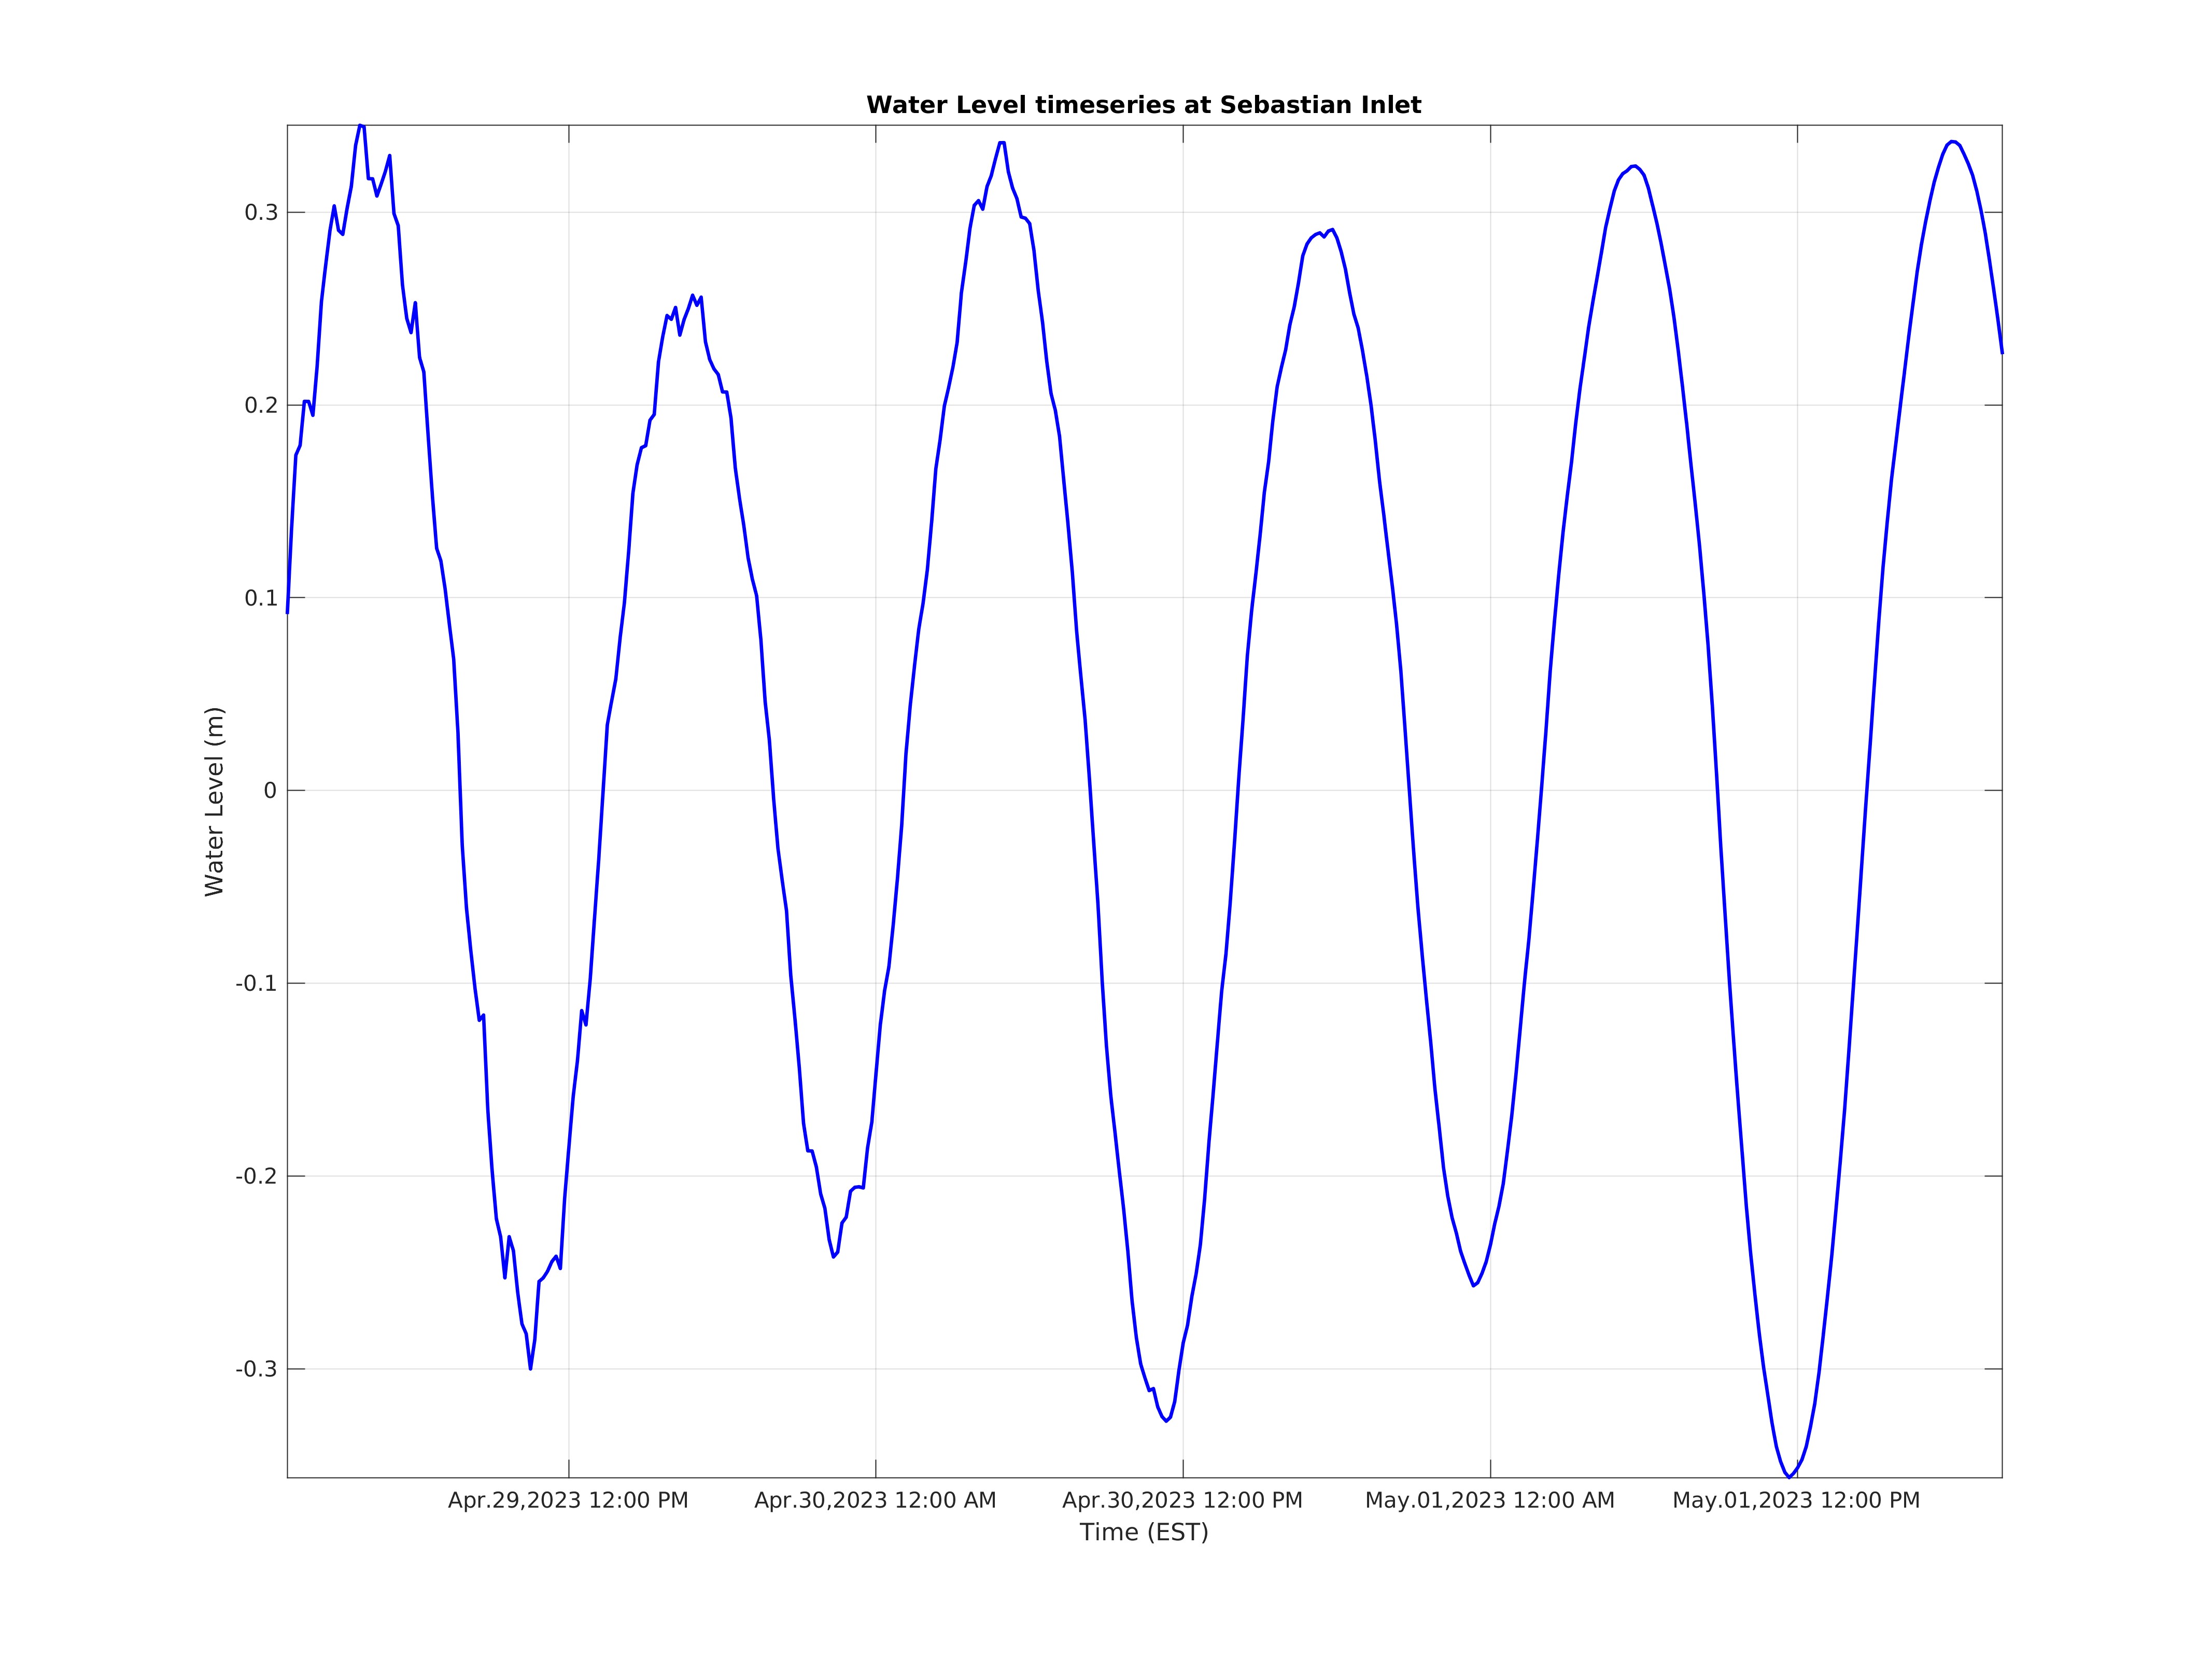 Water Level timeseries at Sebastian Inlet
0.3
0.2
0.1
0
-0.1
-0.2
-0.3
Water Level (m)
Apr.29,2023 12:00 PM
Apr.30,2023 12:00 AM
Apr.30,2023 12:00 PM
May.01,2023 12:00 AM
May.01,2023 12:00 PM
Time (EST)